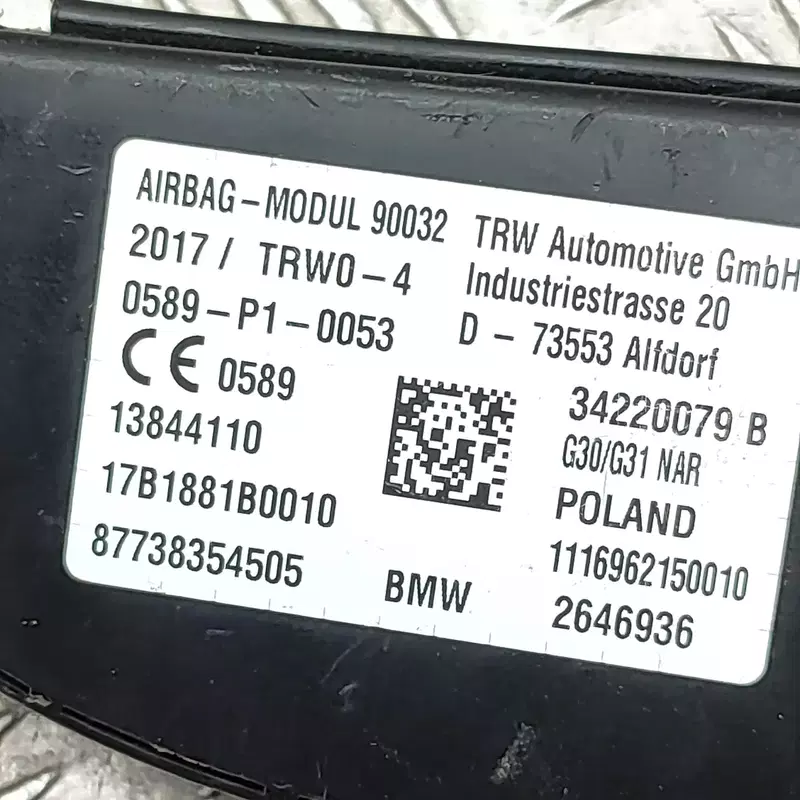 AIRBAG-MODUL 90032
2017 / TRW0-4
0589-P1-0053
CE 0589
13844110
17B1881B0010
87738354505
TRW Automotive GmbH
Industriestrasse 20
D - 73553 Alfdorf
34220079 B
G30/G31 NAR
POLAND
1116962150010
BMW
2646936